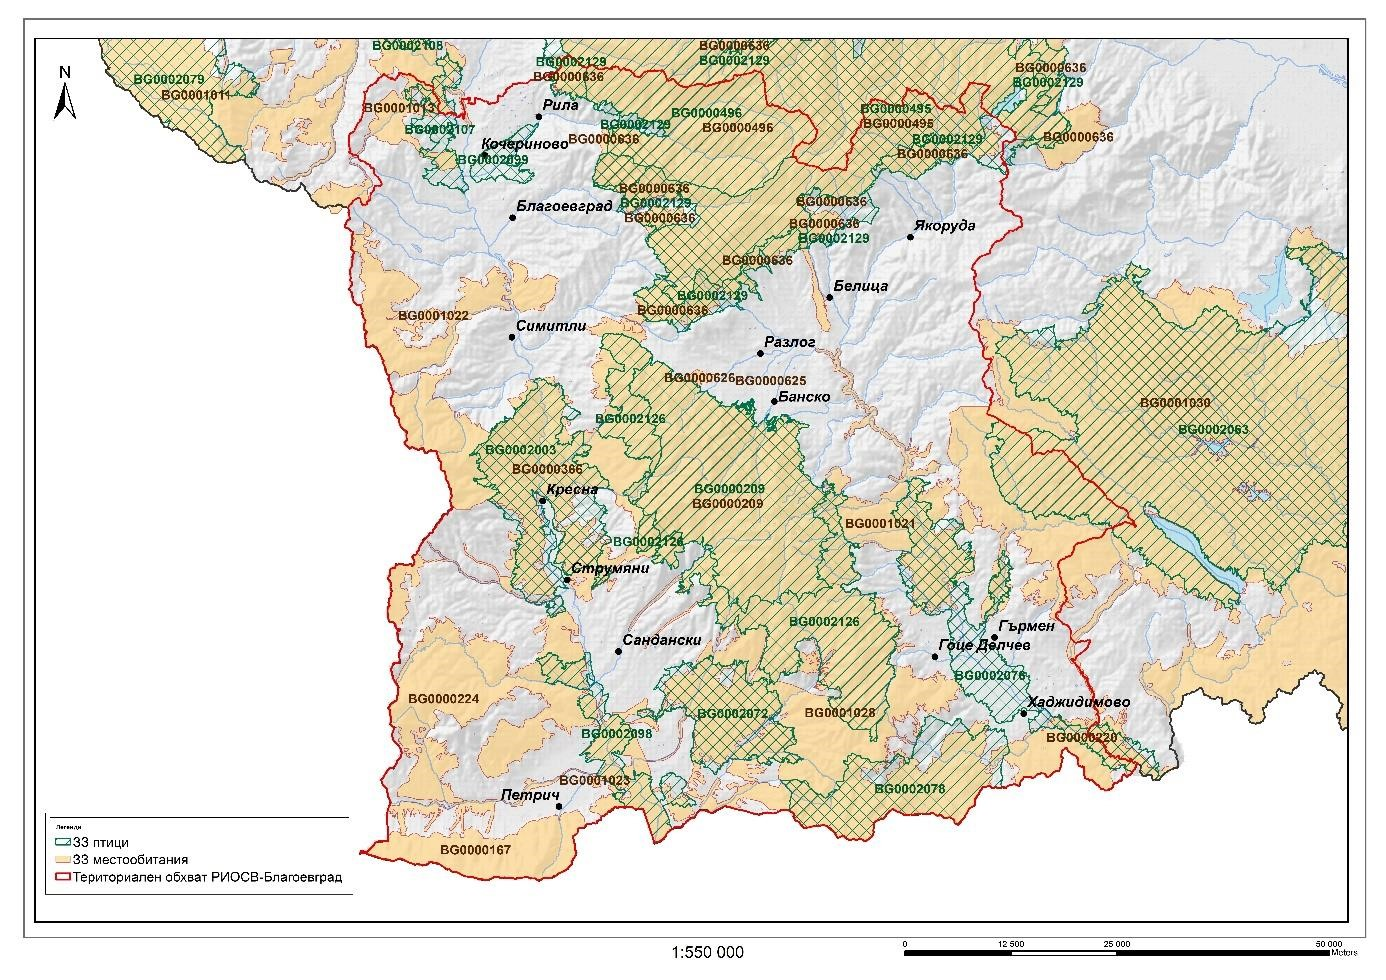 BG0002105
BG0000636
BG0002129
BG0002129
BG0000636
BG0000636
BG0002129
BG0002079
BG0001011
N
BG0001013
BG0002107
Рила
Кочериново
BG0002099
BG0002129
BG0000636
BG0000496
BG0000496
BG0000495
BG0000495
BG0002129
BG0000636
BG0000636
BG0000636
BG0002129
BG0000636
BG0000636
BG0000636
BG0002129
Благоевград
Якоруда
BG0000636
Белица
BG0002129
BG0000636
BG0001022
Симитли
Разлог
BG0000626
BG0000625
Банско
BG0002126
BG0001030
BG0002063
BG0002003
BG0000366
Кресна
BG0000209
BG0000209
BG0001021
BG0002126
Струмяни
BG0002126
Гърмен
Гоце Делчев
Сандански
BG0002076
BG0000224
BG0002072
BG0001028
Хаджидимово
BG0002098
BG0000220
BG0001023
Петрич
BG0002078
BG0000167
Легенда
ЗЗ птици
ЗЗ местообитания
Териториален обхват РИОСВ-Благоевград
1:550 000
0 12 500 25 000 50 000
Meters